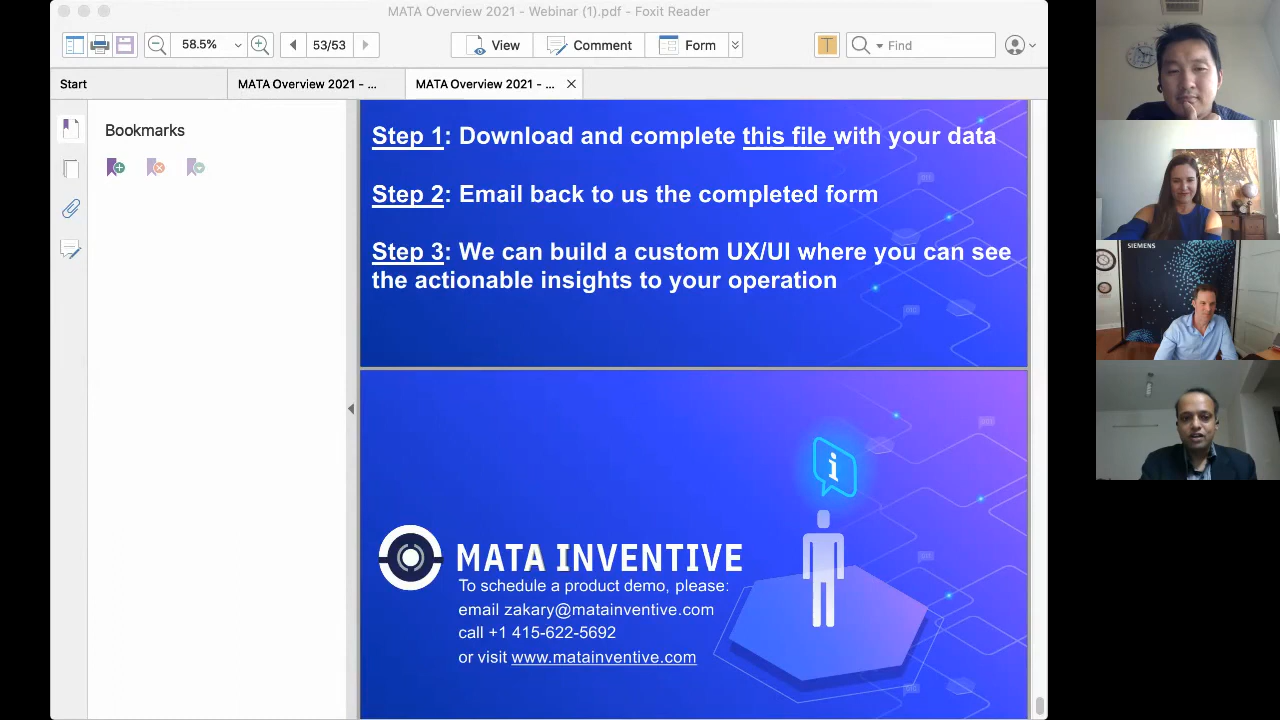 MATA Overview 2021 - Webinar (1).pdf - Foxit Reader
58.5%
53/53
View
Comment
Form
T
Find
Start
MATA Overview 2021 - ...
MATA Overview 2021 - ...
Bookmarks
Step 1: Download and complete this file with your data
Step 2: Email back to us the completed form
Step 3: We can build a custom UX/UI where you can see
the actionable insights to your operation
i
MATA INVENTIVE
To schedule a product demo, please:
email zakary@matainventive.com
call +1 415-622-5692
or visit www.matainventive.com
SIEMENS